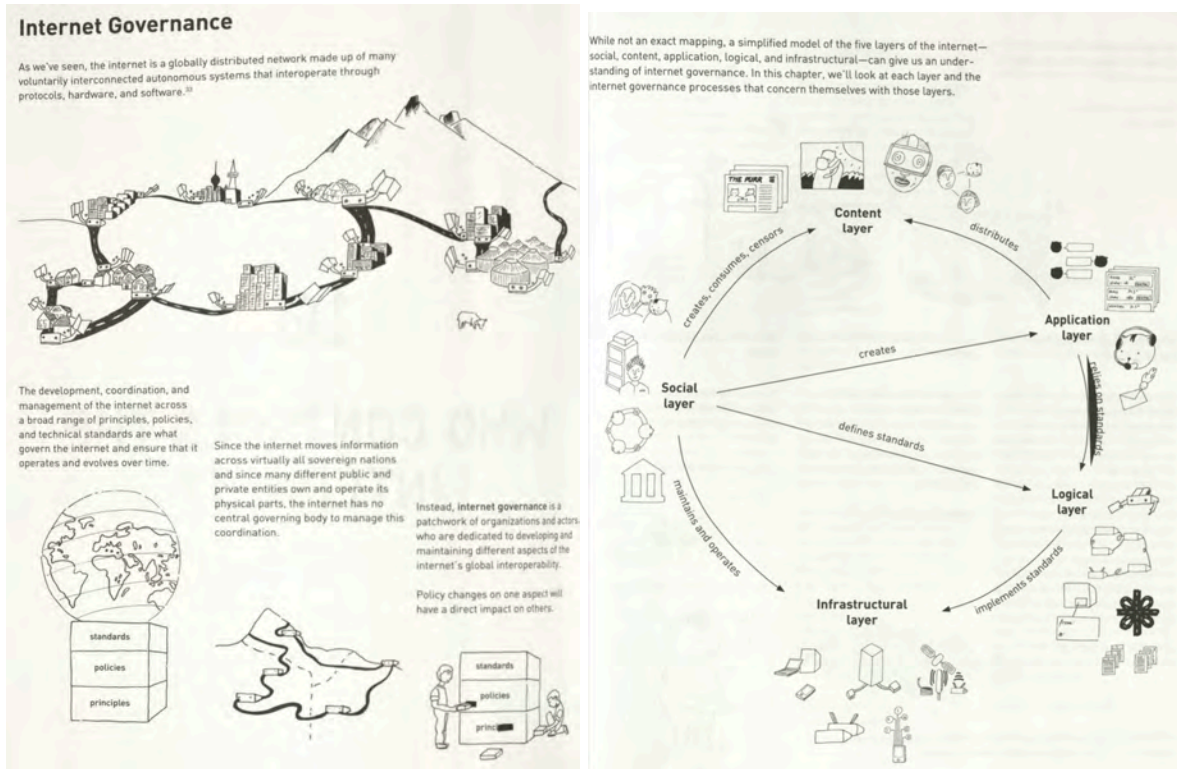 Internet Governance
As we've seen, the internet is a globally distributed network made up of many
voluntarily interconnected autonomous systems that interoperate through
protocols, hardware, and software.³³
The development, coordination, and
management of the internet across
a broad range of principles, policies,
and technical standards are what
govern the internet and ensure that it
operates and evolves over time.
standards
policies
principles
Since the internet moves information
across virtually all sovereign nations
and since many different public and
private entities own and operate its
physical parts, the internet has no
central governing body to manage this
coordination.
Instead, internet governance is a
patchwork of organizations and actors
who are dedicated to developing and
maintaining different aspects of the
internet's global interoperability.
Policy changes on one aspect will
have a direct impact on others.
standards
policies
princ
While not an exact mapping, a simplified model of the five layers of the internet—
social, content, application, logical, and infrastructural—can give us an under-
standing of internet governance. In this chapter, we'll look at each layer and the
internet governance processes that concern themselves with those layers.
THE PURR
Content
layer
creates, consumes, censors
distributes
Application
layer
creates
relies on standards
Social
layer
defines standards
Logical
layer
maintains and operates
implements standards
Infrastructural
layer